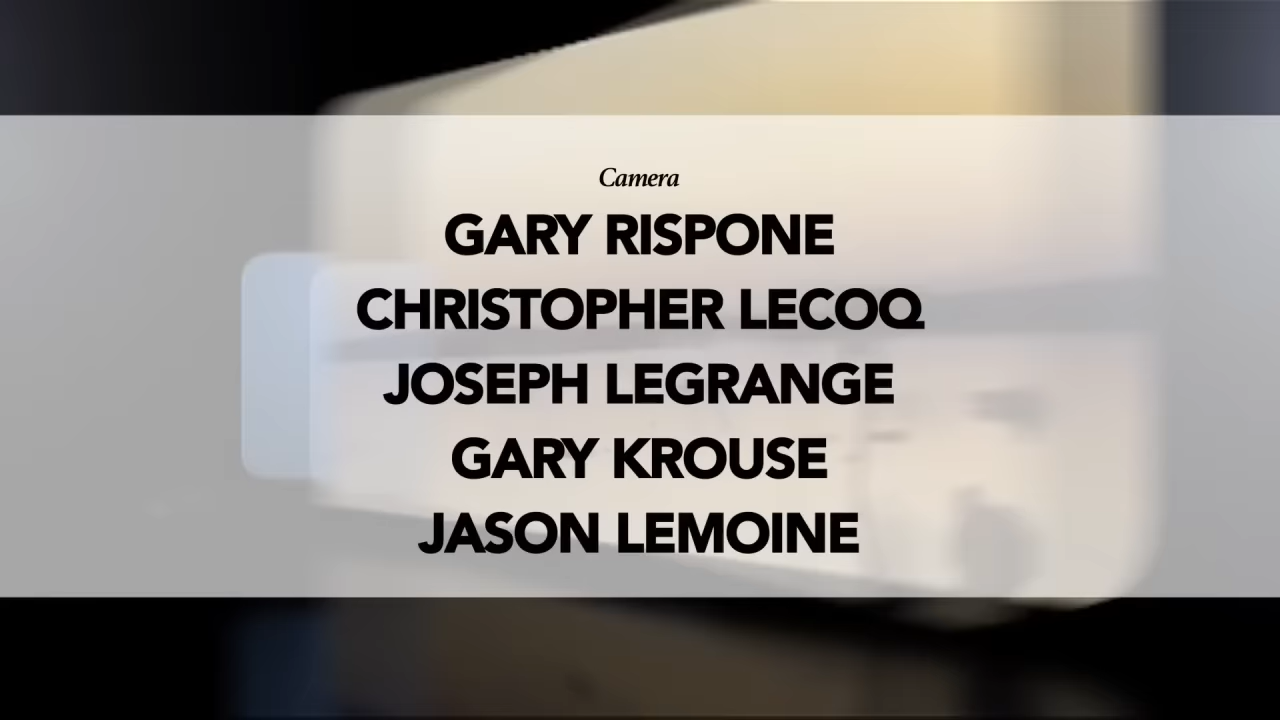 Camera
GARY RISPONE
CHRISTOPHER LECOQ
JOSEPH LEGRANGE
GARY KROUSE
JASON LEMOINE